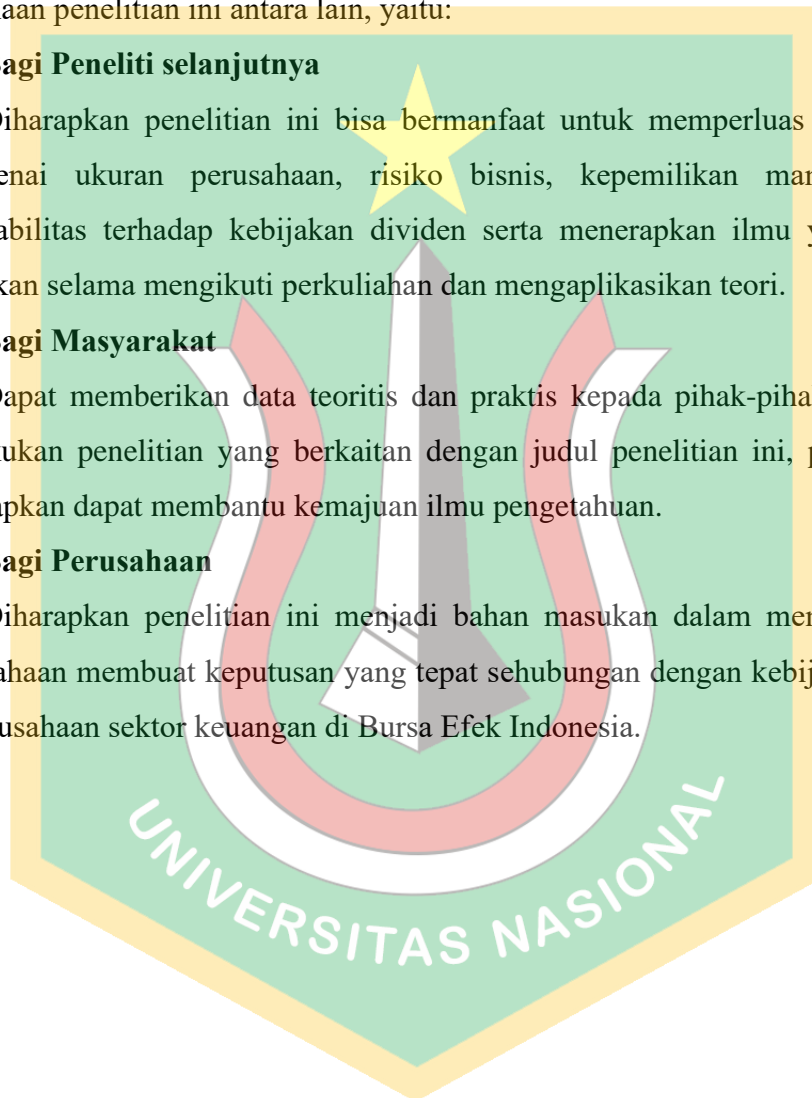 aan penelitian ini antara lain, yaitu:
agi Peneliti selanjutnya
iharapkan penelitian ini bisa bermanfaat untuk memperluas
enai ukuran perusahaan, risiko bisnis, kepemilikan man
abilitas terhadap kebijakan dividen serta menerapkan ilmu y
kan selama mengikuti perkuliahan dan mengaplikasikan teori.
agi Masyarakat
apat memberikan data teoritis dan praktis kepada pihak-piha
ukan penelitian yang berkaitan dengan judul penelitian ini, p
apkan dapat membantu kemajuan ilmu pengetahuan.
agi Perusahaan
iharapkan penelitian ini menjadi bahan masukan dalam men
ahaan membuat keputusan yang tepat sehubungan dengan kebij
usahaan sektor keuangan di Bursa Efek Indonesia.
UNIVERSITAS NASIONAL